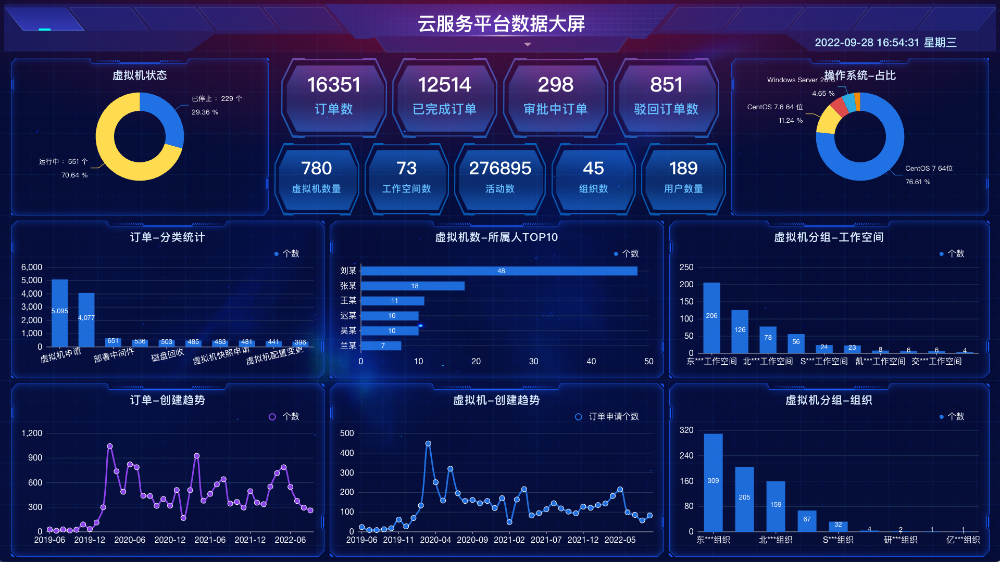 云服务平台数据大屏
2022-09-28 16:54:31 星期三
虚拟机状态
已停止： 229 个
29.36 %
运行中： 551 个
70.64 %
16351
订单数
12514
已完成订单
298
审批中订单
851
驳回订单数
780
虚拟机数量
73
工作空间数
276895
活动数
45
组织数
189
用户数量
操作系统-占比
Windows Server 2016
4.65 %
CentOS 7.6 64 位
11.24 %
CentOS 7 64位
76.61 %
订单-分类统计
个数
6,000
5,000
4,000
3,000
2,000
1,000
0
5,095
4,077
651
536
503
485
483
481
441
396
虚拟机申请
部署中间件
磁盘回收
虚拟机快照申请
虚拟机配置变更
虚拟机数-所属人TOP10
个数
刘某
48
张某
18
王某
11
迟某
10
吴某
10
兰某
7
0 10 20 30 40 50
虚拟机分组-工作空间
个数
250
200
150
100
50
0
206
126
78
56
24
23
8
6
6
4
东***工作空间
北***工作空间
S***工作空间
凯***工作空间
交***工作空间
订单-创建趋势
个数
1,200
900
600
300
0
2019-06 2019-12 2020-06 2020-12 2021-06 2021-12 2022-06
虚拟机-创建趋势
订单申请个数
500
400
300
200
100
0
2019-06 2019-11 2020-04 2020-09 2021-02 2021-07 2021-12 2022-05
虚拟机分组-组织
个数
320
240
160
80
0
309
205
159
67
32
4
2
1
1
东***组织
北***组织
S***组织
研***组织
亿***组织